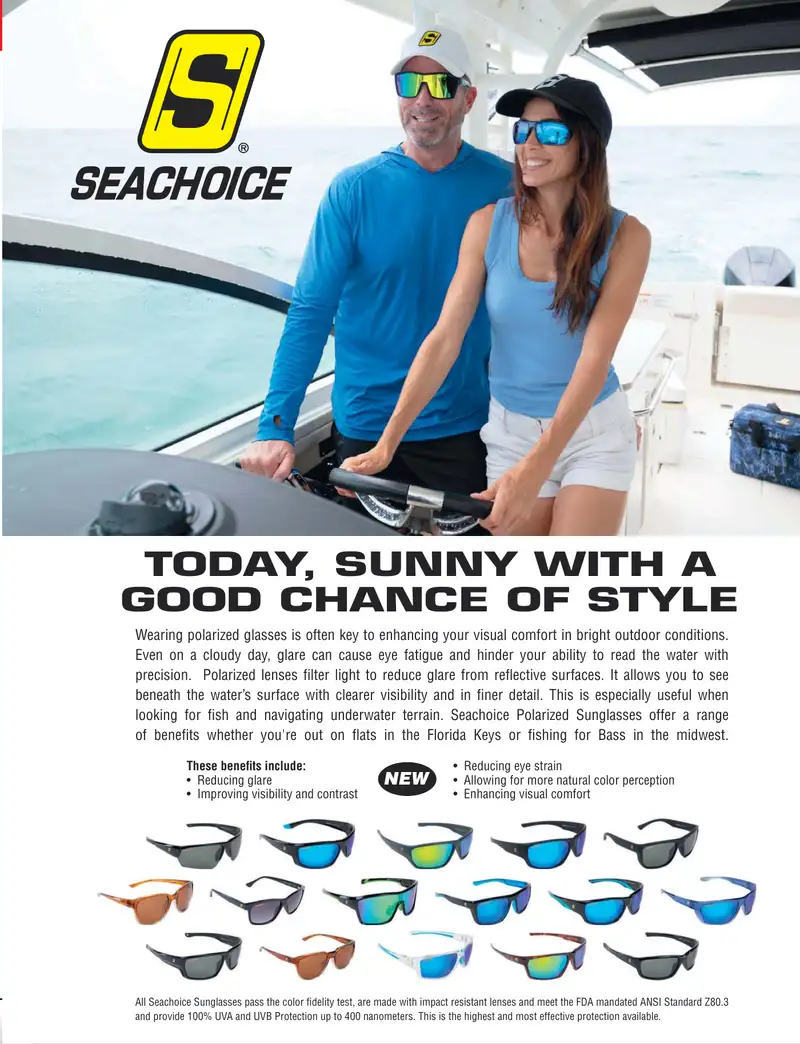 S
®
SEACHOICE
TODAY, SUNNY WITH A
GOOD CHANCE OF STYLE
Wearing polarized glasses is often key to enhancing your visual comfort in bright outdoor conditions.
Even on a cloudy day, glare can cause eye fatigue and hinder your ability to read the water with
precision. Polarized lenses filter light to reduce glare from reflective surfaces. It allows you to see
beneath the water's surface with clearer visibility and in finer detail. This is especially useful when
looking for fish and navigating underwater terrain. Seachoice Polarized Sunglasses offer a range
of benefits whether you're out on flats in the Florida Keys or fishing for Bass in the midwest.
These benefits include:
• Reducing glare
• Improving visibility and contrast
NEW
• Reducing eye strain
• Allowing for more natural color perception
• Enhancing visual comfort
All Seachoice Sunglasses pass the color fidelity test, are made with impact resistant lenses and meet the FDA mandated ANSI Standard Z80.3
and provide 100% UVA and UVB Protection up to 400 nanometers. This is the highest and most effective protection available.